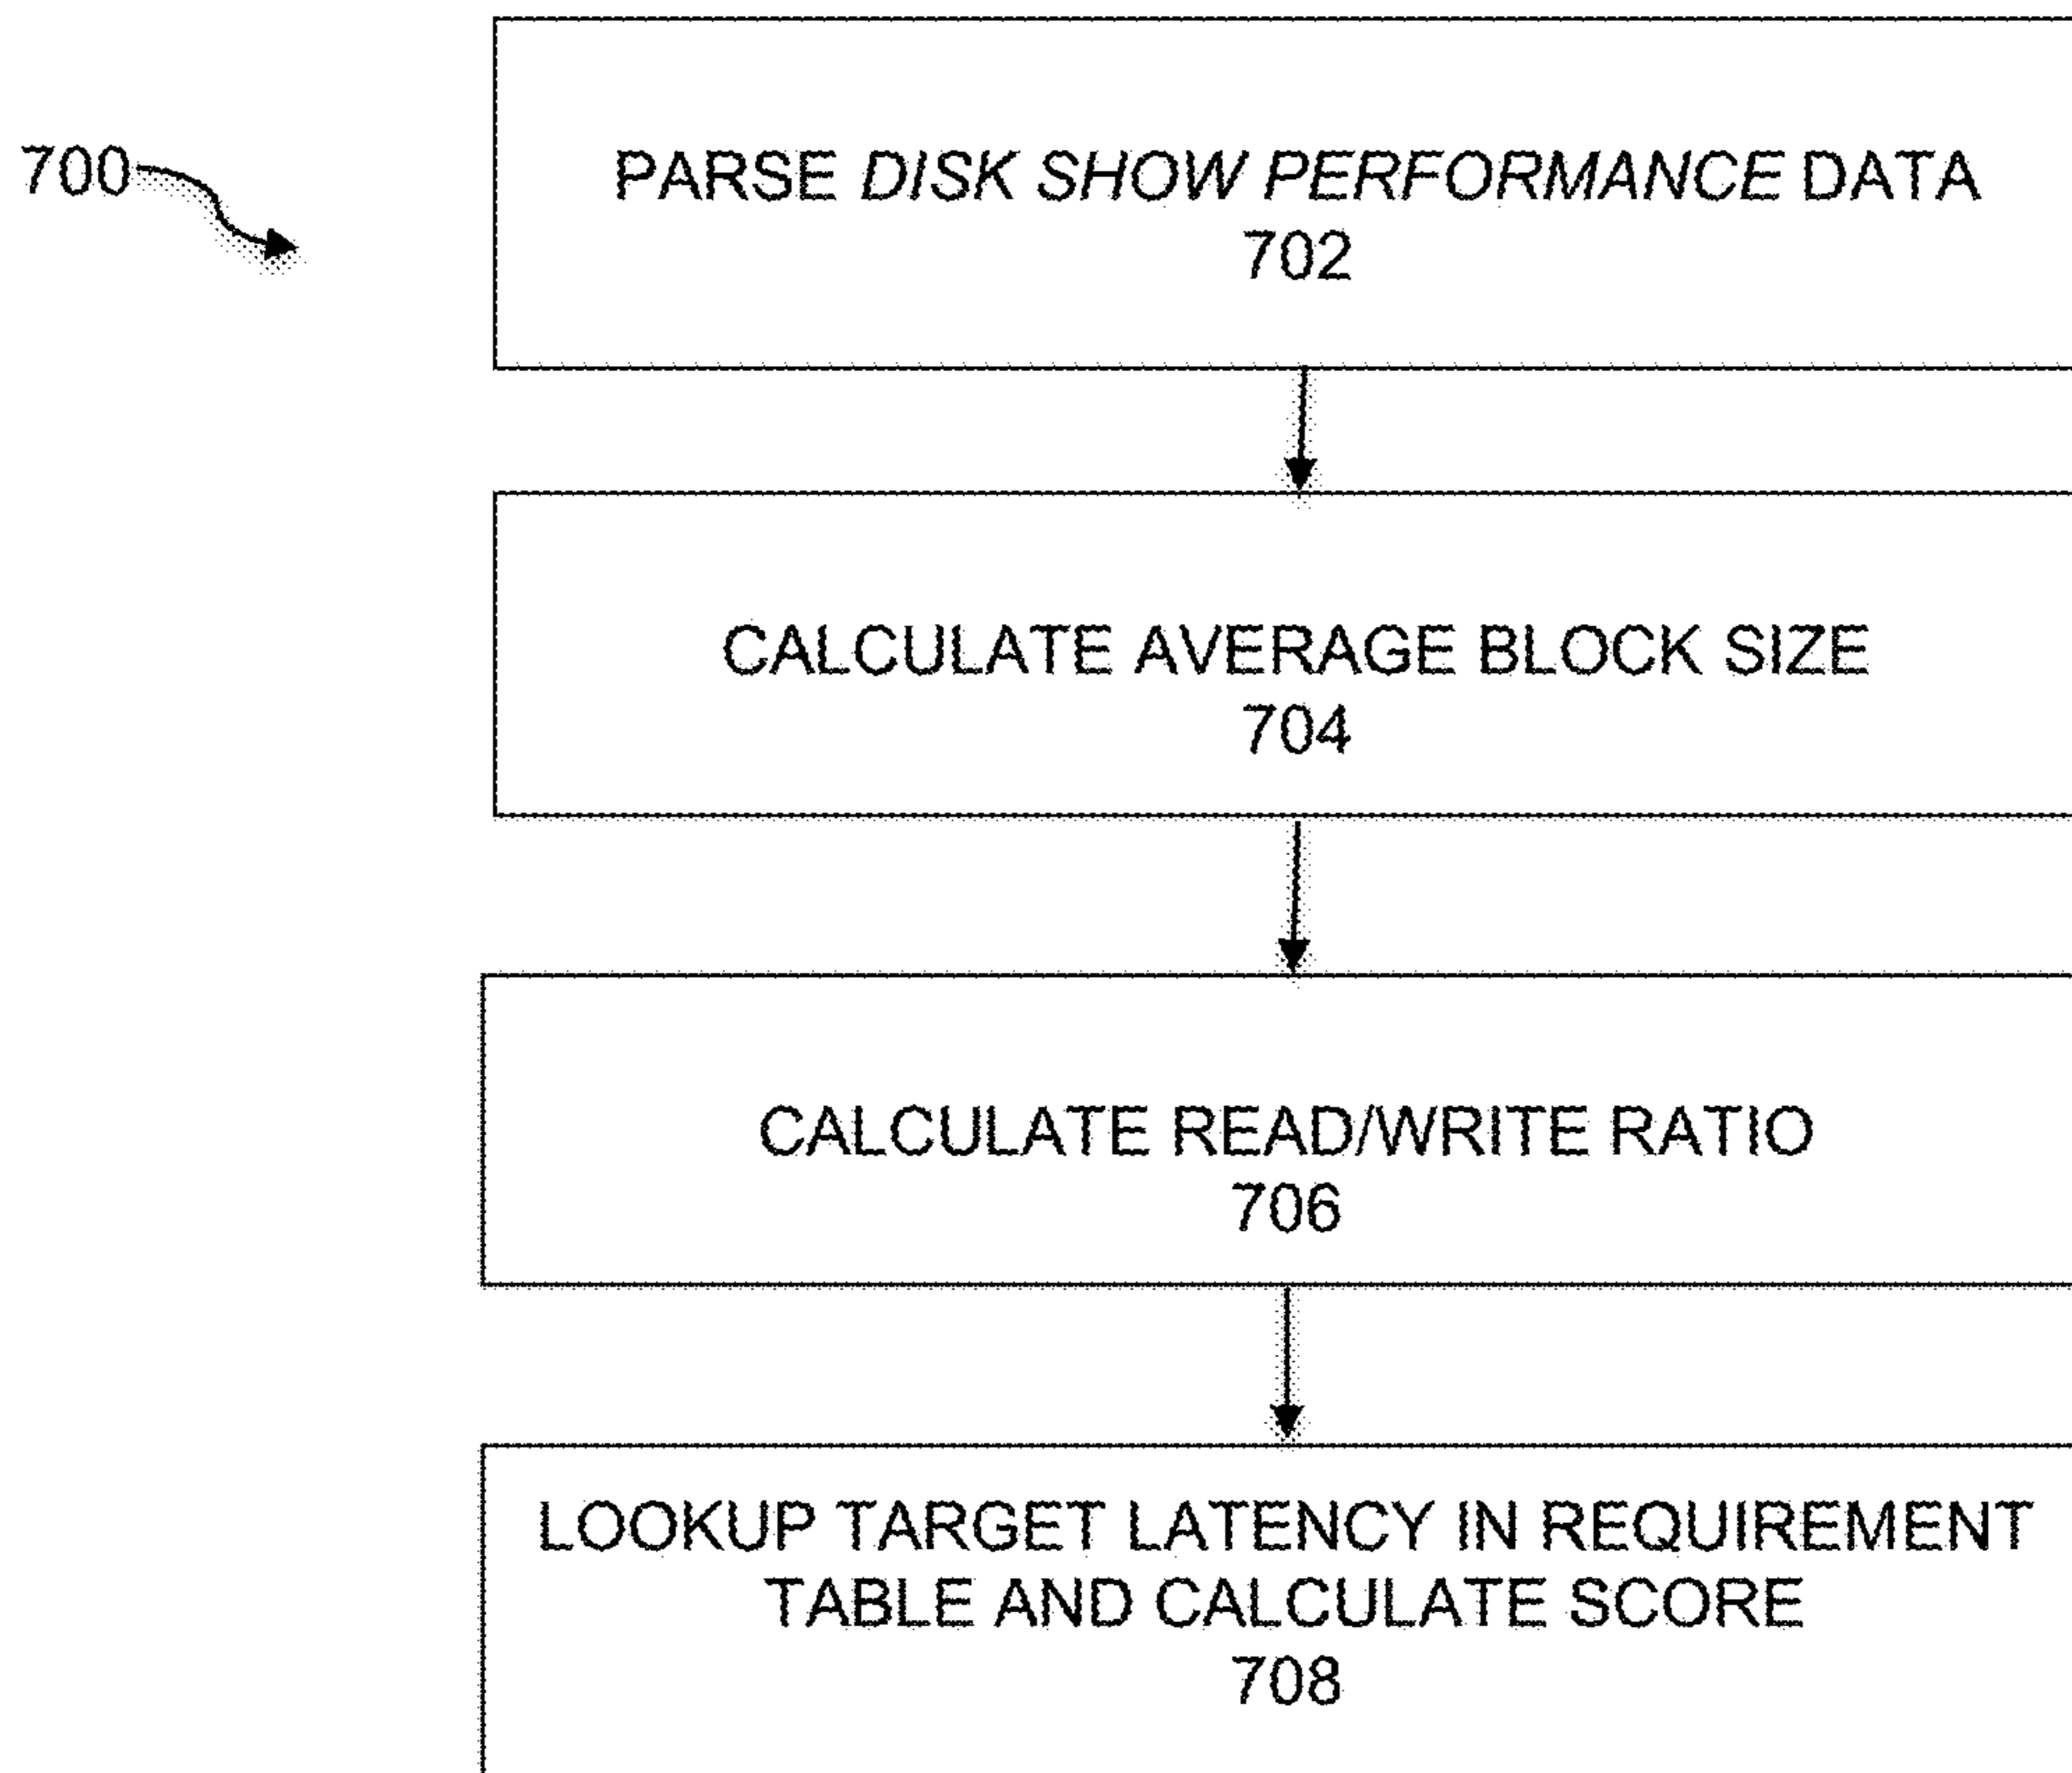 700
PARSE DISK SHOW PERFORMANCE DATA
702
CALCULATE AVERAGE BLOCK SIZE
704
CALCULATE READ/WRITE RATIO
706
LOOKUP TARGET LATENCY IN REQUIREMENT
TABLE AND CALCULATE SCORE
708